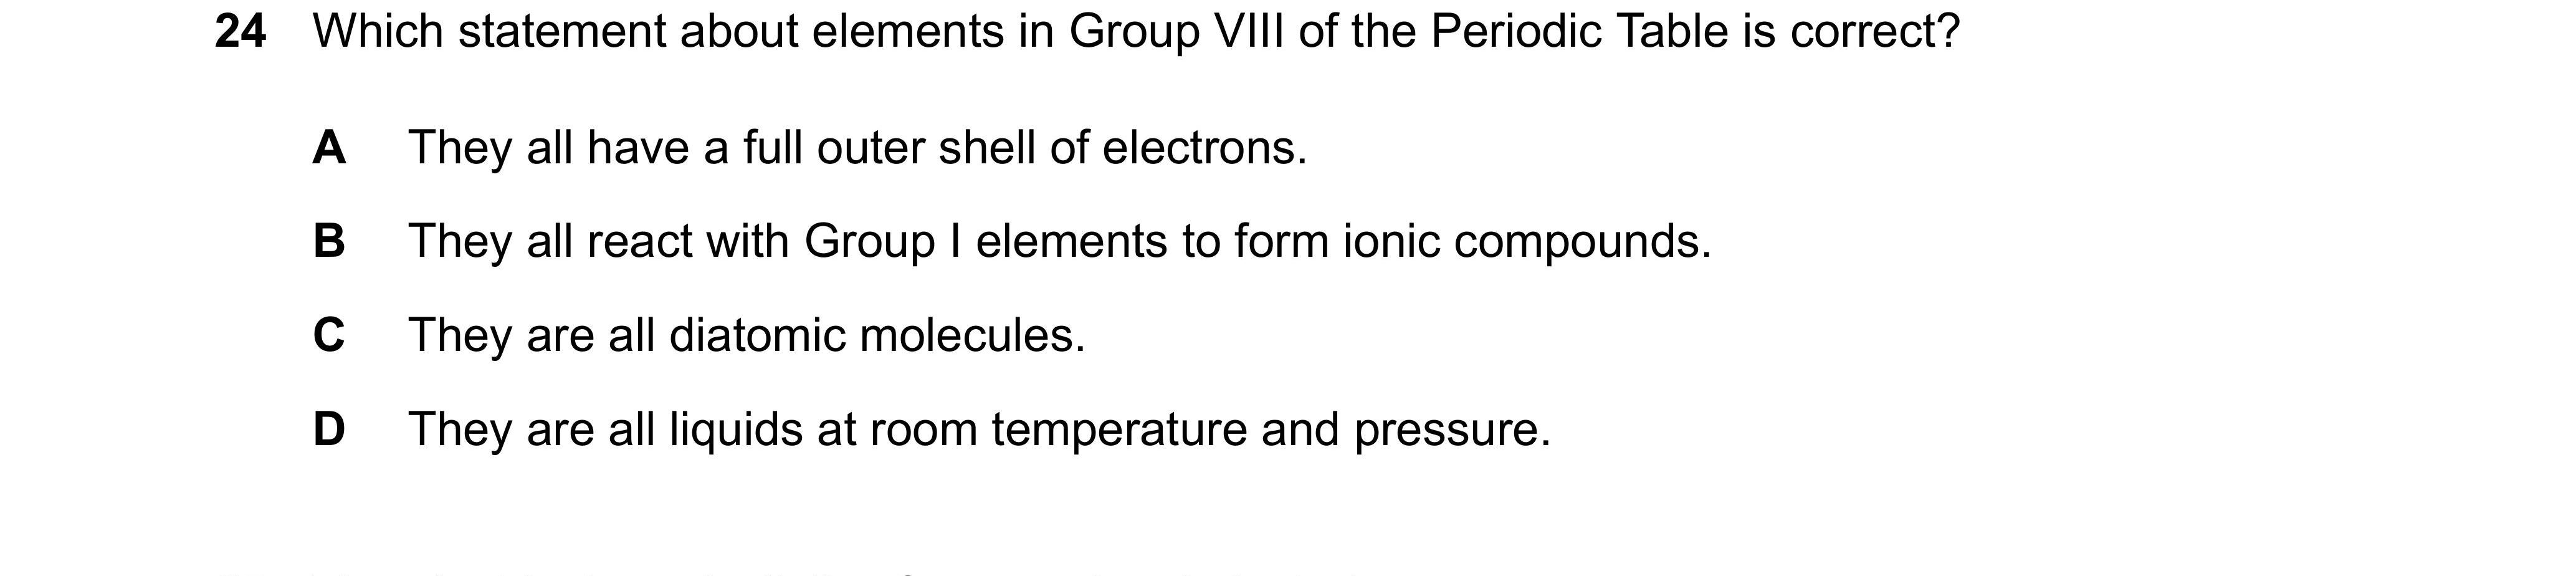 24 Which statement about elements in Group VIII of the Periodic Table is correct?
A They all have a full outer shell of electrons.
B They all react with Group I elements to form ionic compounds.
C They are all diatomic molecules.
D They are all liquids at room temperature and pressure.